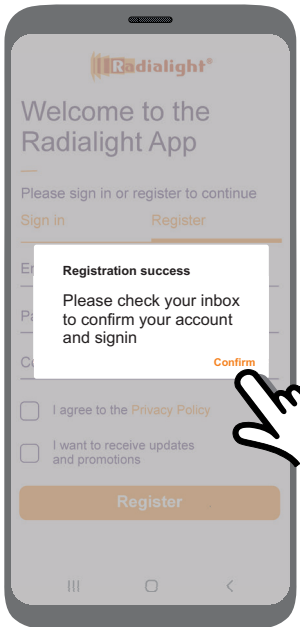 Radialight®
Welcome to the
Radialight App
Please sign in or register to continue
Sign in Register
Registration success
Please check your inbox
to confirm your account
and signin
Confirm
I agree to the Privacy Policy
I want to receive updates
and promotions
Register